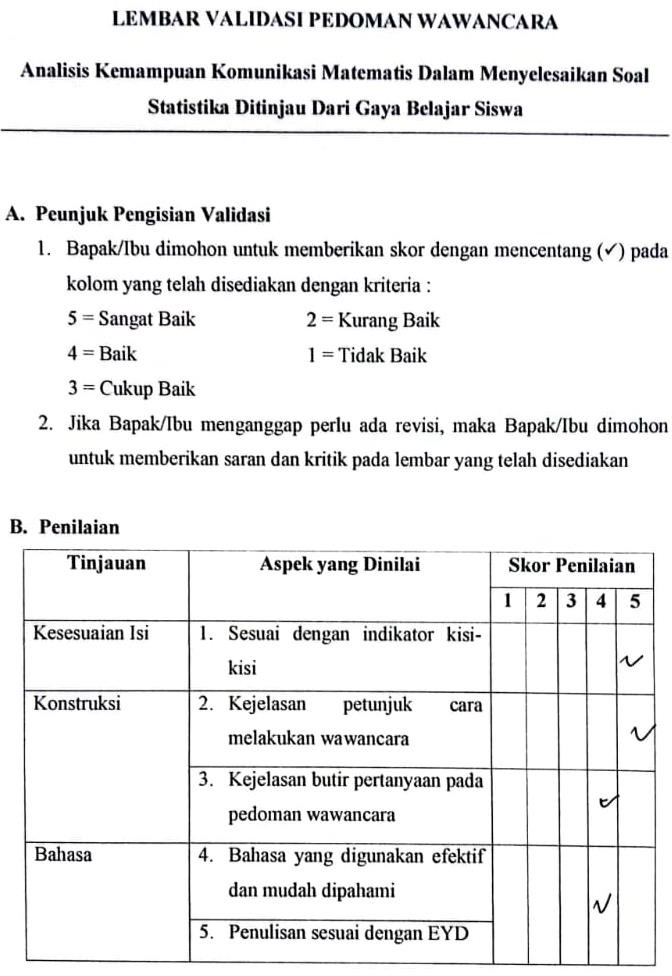 LEMBAR VALIDASI PEDOMAN WAWANCARA
Analisis Kemampuan Komunikasi Matematis Dalam Menyelesaikan Soal
Statistika Ditinjau Dari Gaya Belajar Siswa
A. Peunjuk Pengisian Validasi
1. Bapak/Ibu dimohon untuk memberikan skor dengan mencentang (✓) pada
kolom yang telah disediakan dengan kriteria :
5 = Sangat Baik 2 = Kurang Baik
4 = Baik 1 = Tidak Baik
3 = Cukup Baik
2. Jika Bapak/Ibu menganggap perlu ada revisi, maka Bapak/Ibu dimohon
untuk memberikan saran dan kritik pada lembar yang telah disediakan
B. Penilaian
Tinjauan Aspek yang Dinilai Skor Penilaian
1 2 3 4 5
Kesesuaian Isi 1. Sesuai dengan indikator kisi-
kisi ✓
Konstruksi 2. Kejelasan petunjuk cara
melakukan wawancara ✓
3. Kejelasan butir pertanyaan pada
pedoman wawancara ✓
Bahasa 4. Bahasa yang digunakan efektif
dan mudah dipahami ✓
5. Penulisan sesuai dengan EYD